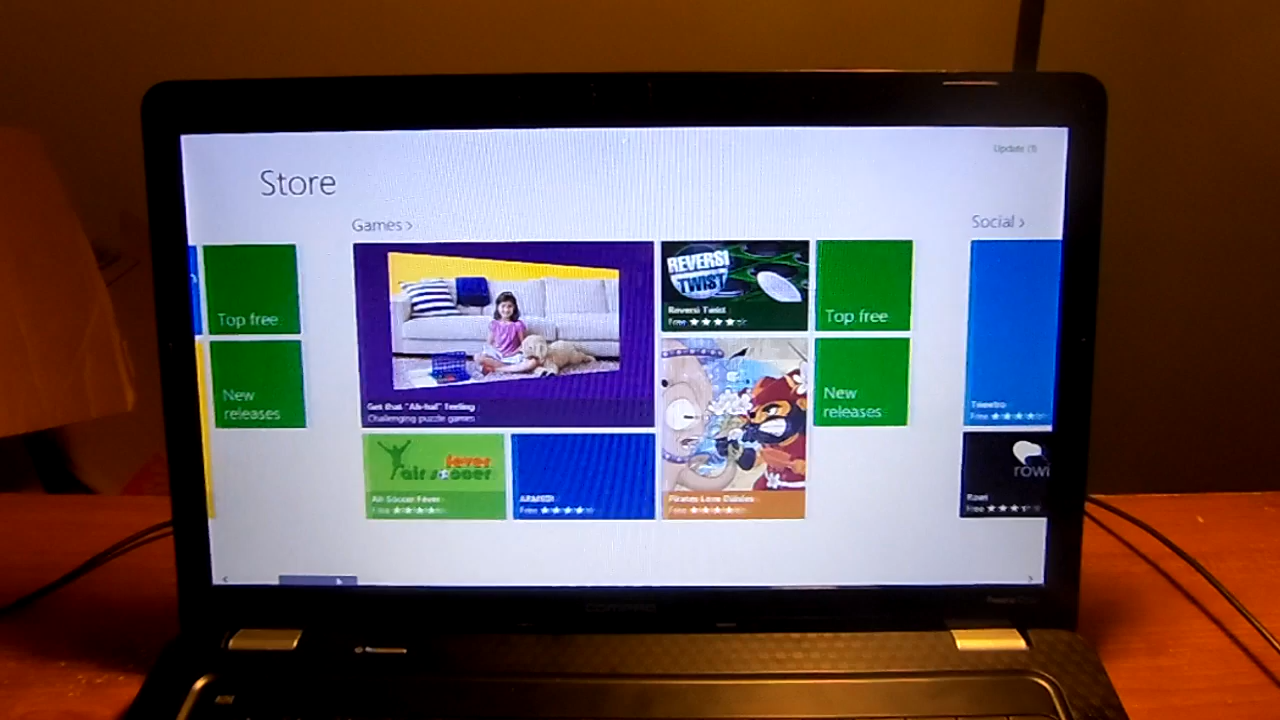 Update (1)
Store
Games >
Social >
Top free
New
releases
Get that "Ah-ha!" feeling
Challenging puzzle games
REVERSI
TWIST
Reversi Twist
Free
Top free
New
releases
fever
air soccer
Air Soccer Fever
Free
ARMED!
Free
Pirates Love Daisies
Free
Tweetro
Free
rowi
Rowi
Free
COMPAQ